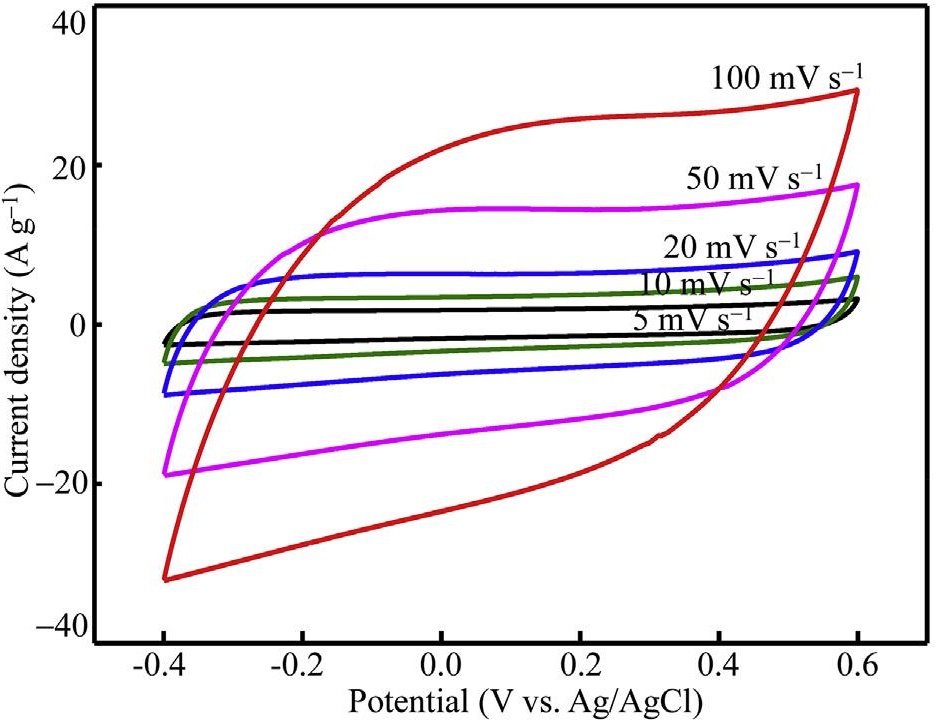 40
100 mV s⁻¹
20
50 mV s⁻¹
20 mV s⁻¹
10 mV s⁻¹
0
5 mV s⁻¹
–20
–40
Current density (A g⁻¹)
-0.4 -0.2 0.0 0.2 0.4 0.6
Potential (V vs. Ag/AgCl)